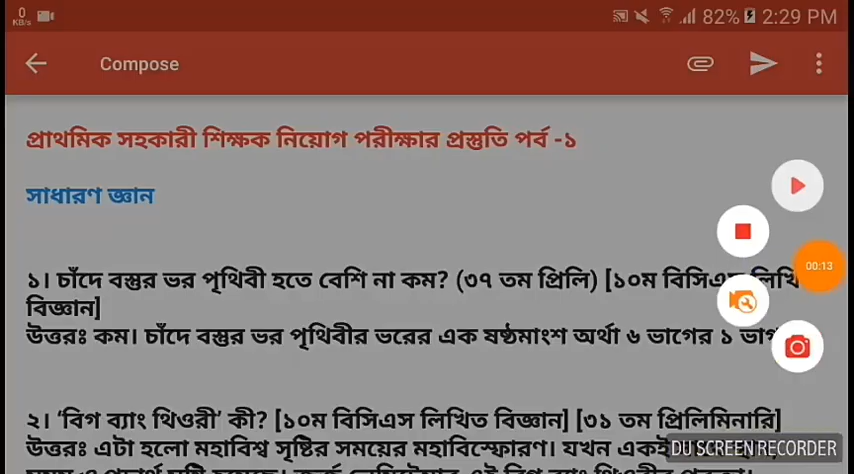 0
KB/s
82%
2:29 PM
Compose
প্রাথমিক সহকারী শিক্ষক নিয়োগ পরীক্ষার প্রস্তুতি পর্ব -১
সাধারণ জ্ঞান
১। চাঁদে বস্তুর ভর পৃথিবী হতে বেশি না কম? (৩৭ তম প্রিলি) [১০ম
বিজ্ঞান]
উত্তরঃ কম। চাঁদে বস্তুর ভর পৃথিবীর ভরের এক ষষ্ঠমাংশ অর্থা ৬ ভাগের ১
00:13
২। ‘বিগ ব্যাং থিওরী’ কী? [১০ম বিসিএস লিখিত বিজ্ঞান] [৩১ তম প্রিলিমিনারি]
উত্তরঃ এটা হলো মহাবিশ্ব সৃষ্টির সময়ের মহাবিস্ফোরণ। যখন
DU SCREEN RECORDER